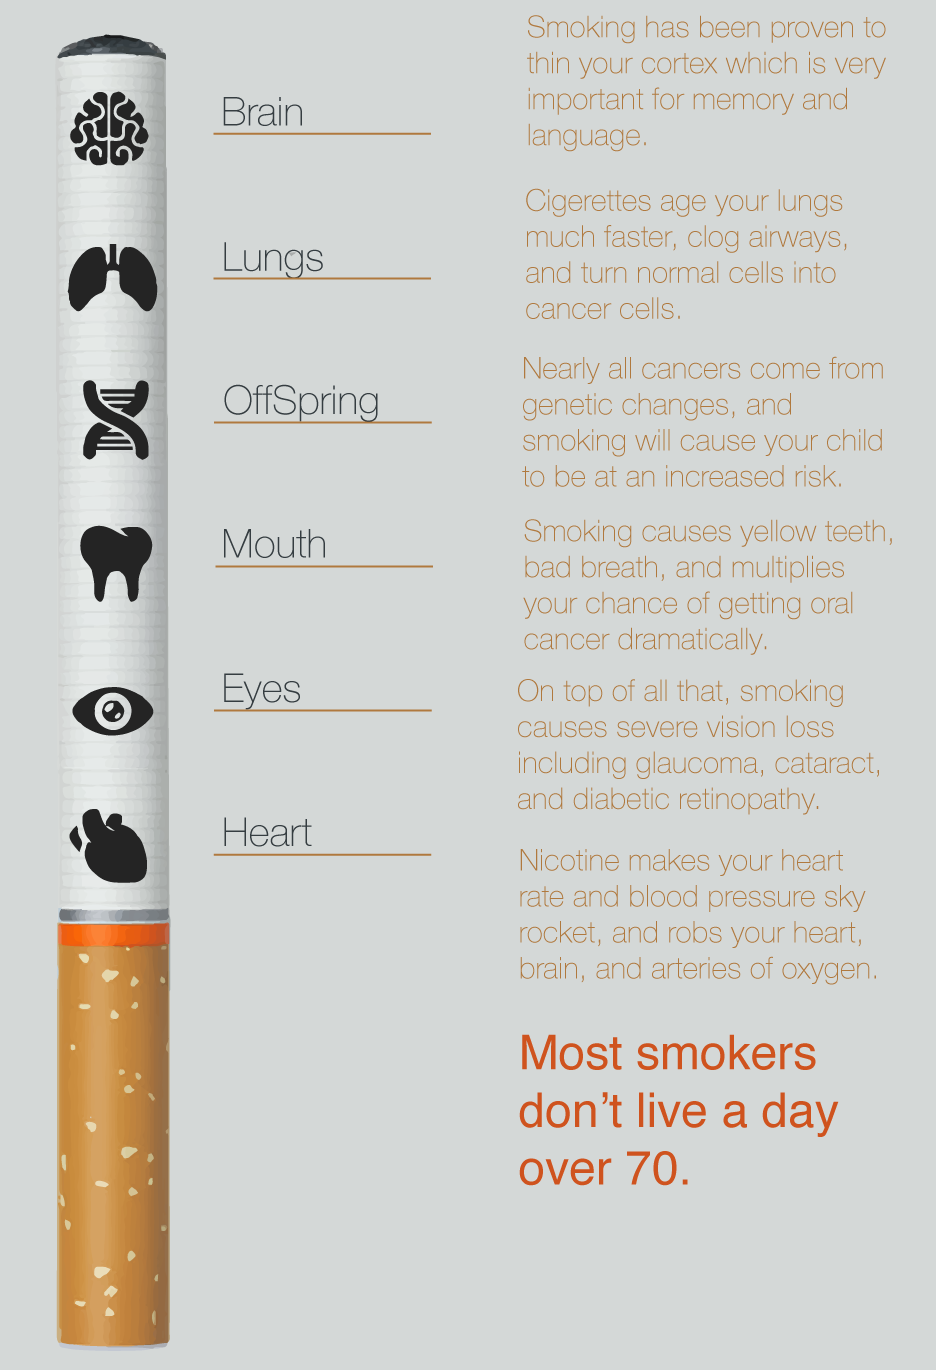 Brain
Smoking has been proven to
thin your cortex which is very
important for memory and
language.
Lungs
Cigerettes age your lungs
much faster, clog airways,
and turn normal cells into
cancer cells.
OffSpring
Nearly all cancers come from
genetic changes, and
smoking will cause your child
to be at an increased risk.
Mouth
Smoking causes yellow teeth,
bad breath, and multiplies
your chance of getting oral
cancer dramatically.
Eyes
On top of all that, smoking
causes severe vision loss
including glaucoma, cataract,
and diabetic retinopathy.
Heart
Nicotine makes your heart
rate and blood pressure sky
rocket, and robs your heart,
brain, and arteries of oxygen.
Most smokers
don’t live a day
over 70.